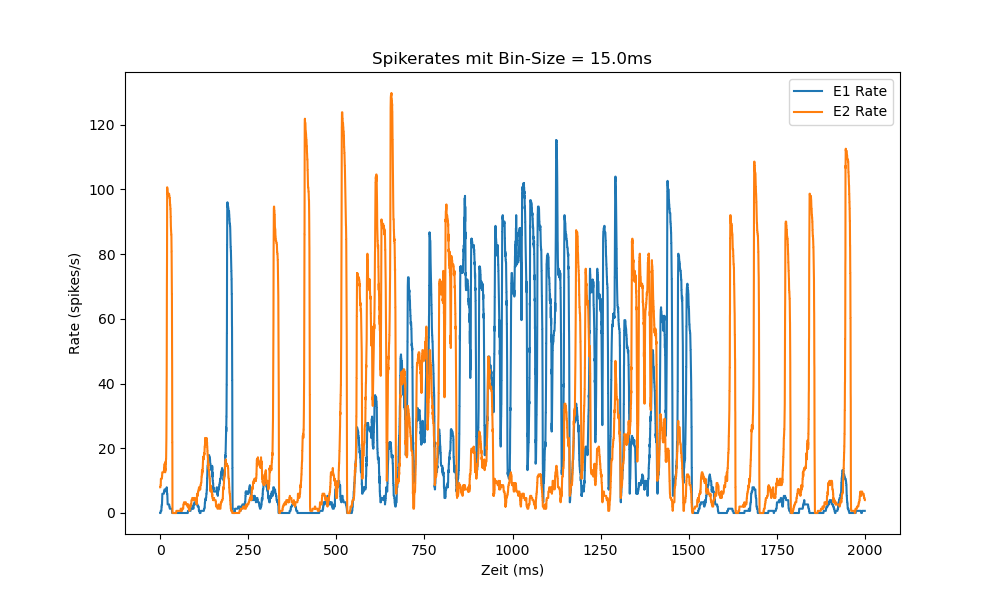 Spikerates mit Bin-Size = 15.0ms
E1 Rate
E2 Rate
Rate (spikes/s)
120
100
80
60
40
20
0
0 250 500 750 1000 1250 1500 1750 2000
Zeit (ms)